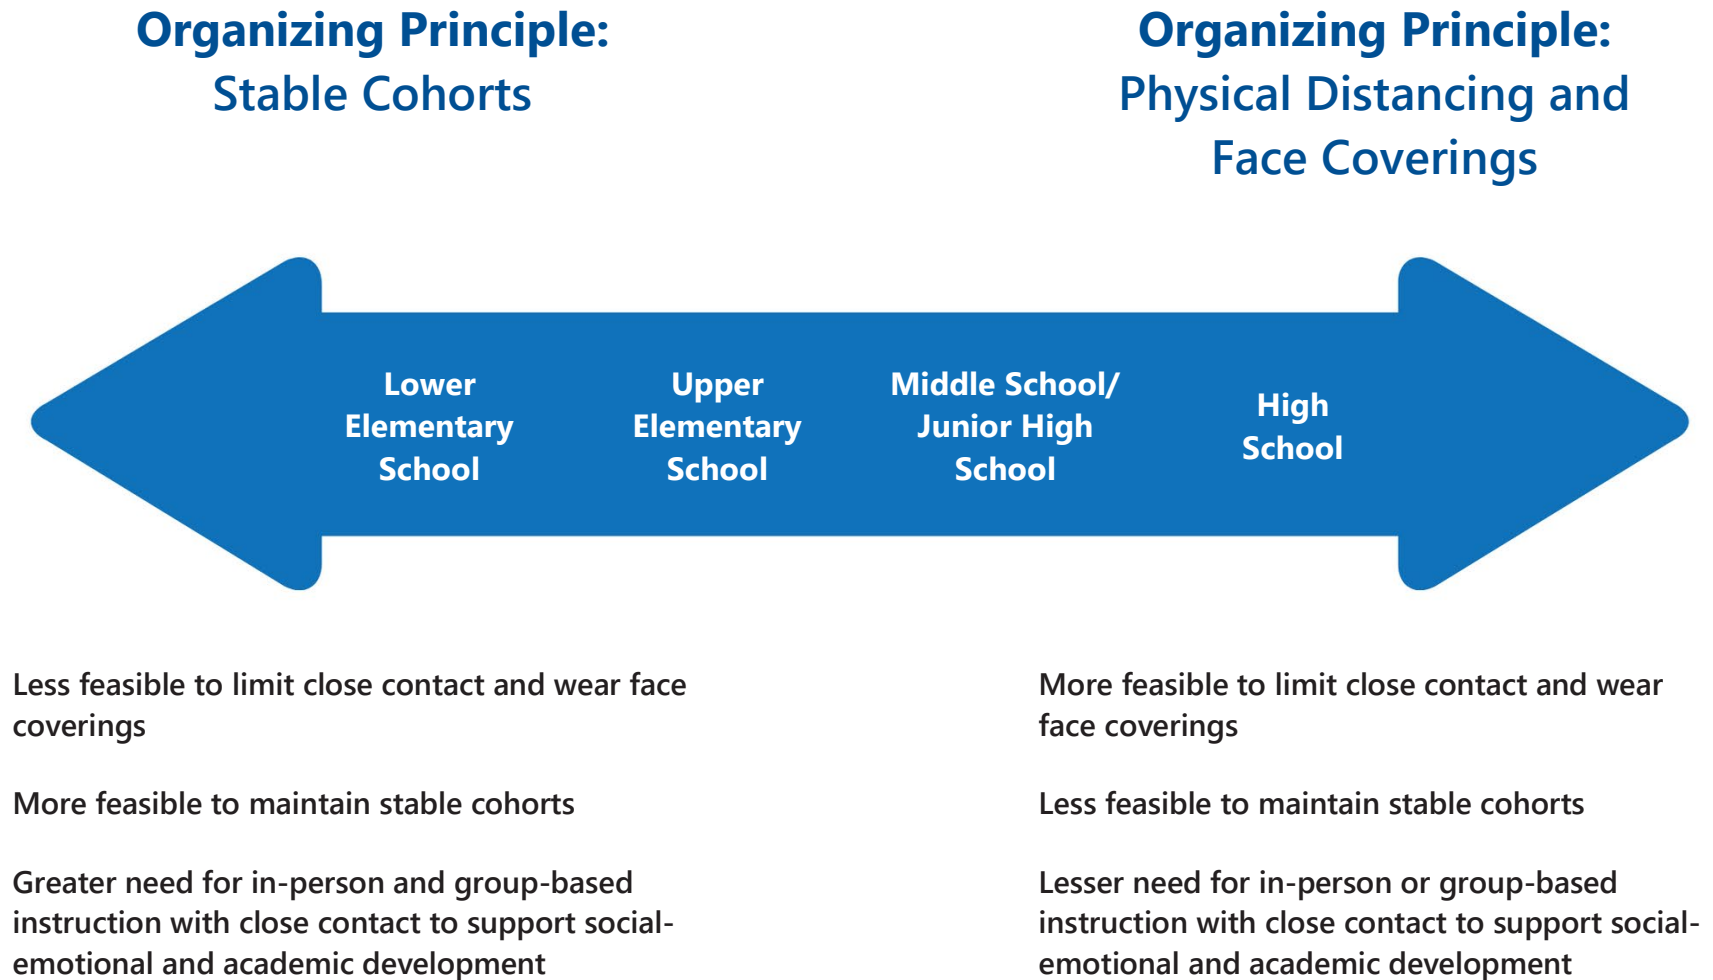 Organizing Principle:
Stable Cohorts
Organizing Principle:
Physical Distancing and
Face Coverings
Lower
Elementary
School
Upper
Elementary
School
Middle School/
Junior High
School
High
School
Less feasible to limit close contact and wear face
coverings
More feasible to maintain stable cohorts
Greater need for in-person and group-based
instruction with close contact to support social-
emotional and academic development
More feasible to limit close contact and wear
face coverings
Less feasible to maintain stable cohorts
Lesser need for in-person or group-based
instruction with close contact to support social-
emotional and academic development